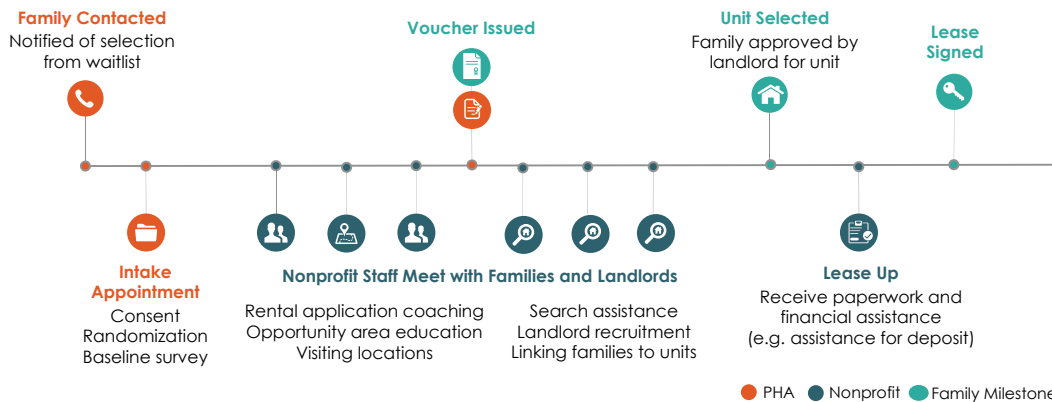 Family Contacted
Notified of selection
from waitlist
Voucher Issued
Unit Selected
Family approved by
landlord for unit
Lease
Signed
Intake
Appointment
Consent
Randomization
Baseline survey
Nonprofit Staff Meet with Families and Landlords
Rental application coaching
Opportunity area education
Visiting locations
Search assistance
Landlord recruitment
Linking families to units
Lease Up
Receive paperwork and
financial assistance
(e.g. assistance for deposit)
PHA
Nonprofit
Family Milestone